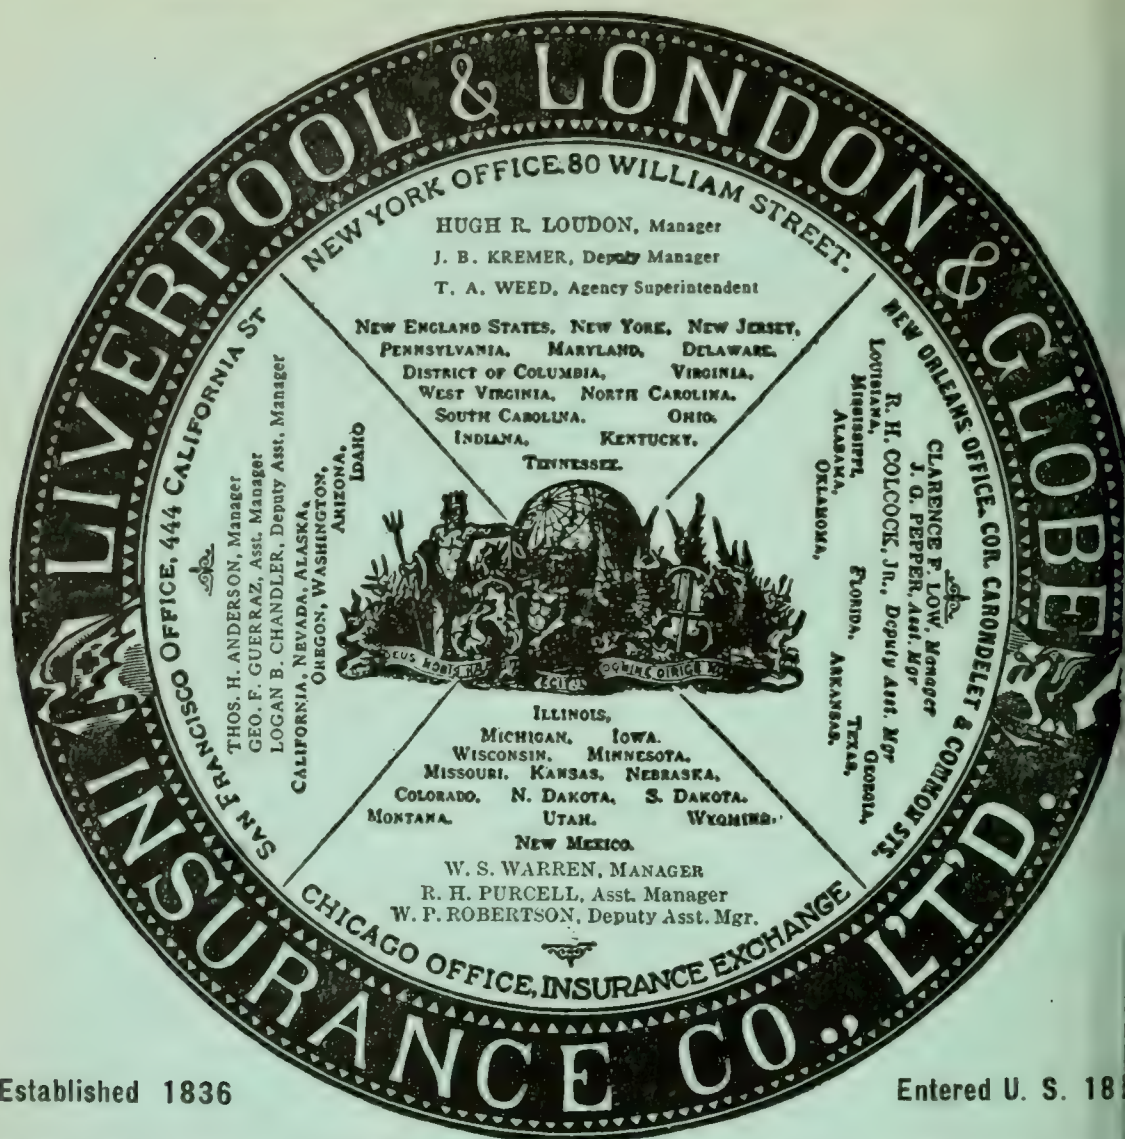 LIVERPOOL & LONDON & GLOBE
INSURANCE CO., L'T'D.
NEW YORK OFFICE 80 WILLIAM STREET.
HUGH R. LOUDON, Manager
J. B. KREMER, Deputy Manager
T. A. WEED, Agency Superintendent
NEW ENGLAND STATES, NEW YORK, NEW JERSEY,
PENNSYLVANIA, MARYLAND, DELAWARE,
DISTRICT OF COLUMBIA, VIRGINIA,
WEST VIRGINIA, NORTH CAROLINA,
SOUTH CAROLINA. OHIO.
INDIANA, KENTUCKY.
TENNESSEE.
SAN FRANCISCO OFFICE, 444 CALIFORNIA ST
THOS. H. ANDERSON, Manager
GEO. F. GUERRAZ, Asst. Manager
LOGAN B. CHANDLER, Deputy Asst. Manager
CALIFORNIA, NEVADA, ALASKA,
OREGON, WASHINGTON,
ARIZONA,
IDAHO
NEW ORLEANS OFFICE. COR CARONDELET & COMMON STS.
CLARENCE F. LOW, Manager
J. G. PEPPER, Asst. Mgr
R. H. COLCOCK, JR., Deputy Asst. Mgr
LOUISIANA, GEORGIA,
MISSISSIPPI, TEXAS,
ALABAMA, FLORIDA,
OKLAHOMA, ARKANSAS,
DEUS NOBIS HÆC
DOMINE DIRIGE NOS
ILLINOIS,
MICHIGAN, IOWA.
WISCONSIN, MINNESOTA,
MISSOURI, KANSAS, NEBRASKA,
COLORADO, N. DAKOTA, S. DAKOTA.
MONTANA. UTAH. WYOMING.
NEW MEXICO.
W. S. WARREN, MANAGER
R. H. PURCELL, Asst. Manager
W. P. ROBERTSON, Deputy Asst. Mgr.
CHICAGO OFFICE, INSURANCE EXCHANGE
Established 1836
Entered U. S.